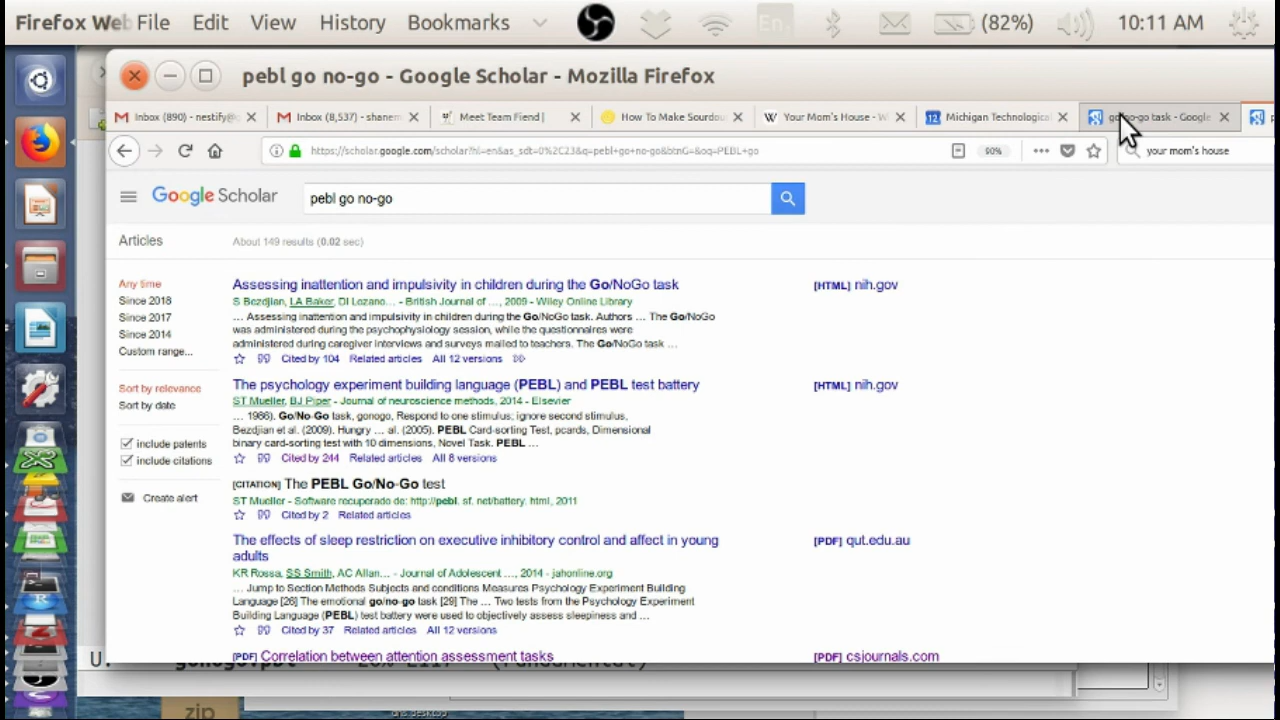 Firefox Web File Edit View History Bookmarks En (82%) 10:11 AM
pebl go no-go - Google Scholar - Mozilla Firefox
Inbox (890) - nestify@ Inbox (8,537) - shanem Meet Team Fiend | How To Make Sourdou Your Mom's House - W Michigan Technological go no-go task - Google
https://scholar.google.com/scholar?hl=en&as_sdt=0%2C23&q=pebl+go+no-go&btnG=&oq=PEBL+go 90% your mom's house
Google Scholar pebl go no-go
Articles About 149 results (0.02 sec)
Any time
Since 2018
Since 2017
Since 2014
Custom range...
Sort by relevance
Sort by date
include patents
include citations
Create alert
Assessing inattention and impulsivity in children during the Go/NoGo task [HTML] nih.gov
S Bezdjian, LA Baker, DI Lozano... - British Journal of ..., 2009 - Wiley Online Library
... Assessing inattention and impulsivity in children during the Go/NoGo task. Authors ... The Go/NoGo
was administered during the psychophysiology session, while the questionnaires were
administered during caregiver interviews and surveys mailed to teachers. The Go/NoGo task ...
Cited by 104 Related articles All 12 versions
The psychology experiment building language (PEBL) and PEBL test battery [HTML] nih.gov
ST Mueller, BJ Piper - Journal of neuroscience methods, 2014 - Elsevier
... 1986). Go/No-Go task, gonogo, Respond to one stimulus; ignore second stimulus,
Bezdjian et al. (2009). Hungry ... al. (2005). PEBL Card-sorting Test, pcards, Dimensional
binary card-sorting test with 10 dimensions, Novel Task. PEBL ...
Cited by 244 Related articles All 8 versions
[CITATION] The PEBL Go/No-Go test
ST Mueller - Software recuperado de: http://pebl. sf. net/battery. html, 2011
Cited by 2 Related articles
The effects of sleep restriction on executive inhibitory control and affect in young [PDF] qut.edu.au
adults
KR Rossa, SS Smith, AC Allan... - Journal of Adolescent ..., 2014 - jahonline.org
... Jump to Section Methods Subjects and conditions Measures Psychology Experiment Building
Language [26] The emotional go/no-go task [29] The ... Two tests from the Psychology Experiment
Building Language (PEBL) test battery were used to objectively assess sleepiness and ...
Cited by 37 Related articles All 12 versions
[PDF] Correlation between attention assessment tasks [PDF] csjournals.com
zip